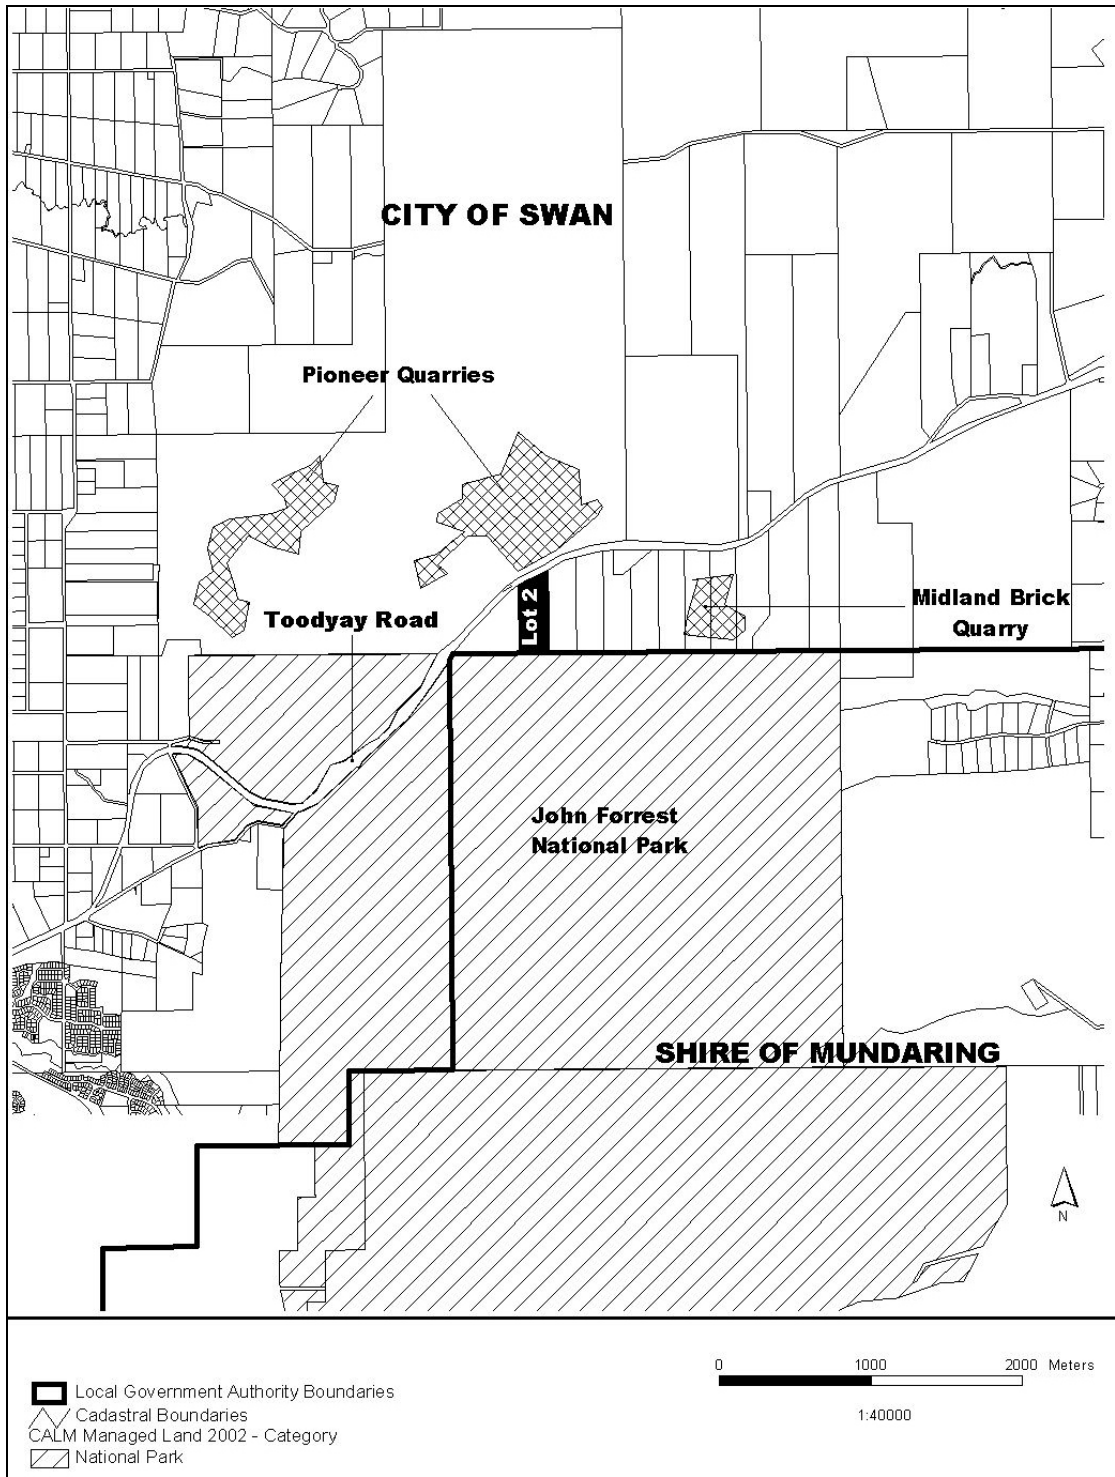 CITY OF SWAN
Pioneer Quarries
Lot 2
Midland Brick
Quarry
Toodyay Road
John Forrest
National Park
SHIRE OF MUNDARING
N
0 1000 2000 Meters
1:40000
Local Government Authority Boundaries
Cadastral Boundaries
CALM Managed Land 2002 - Category
National Park